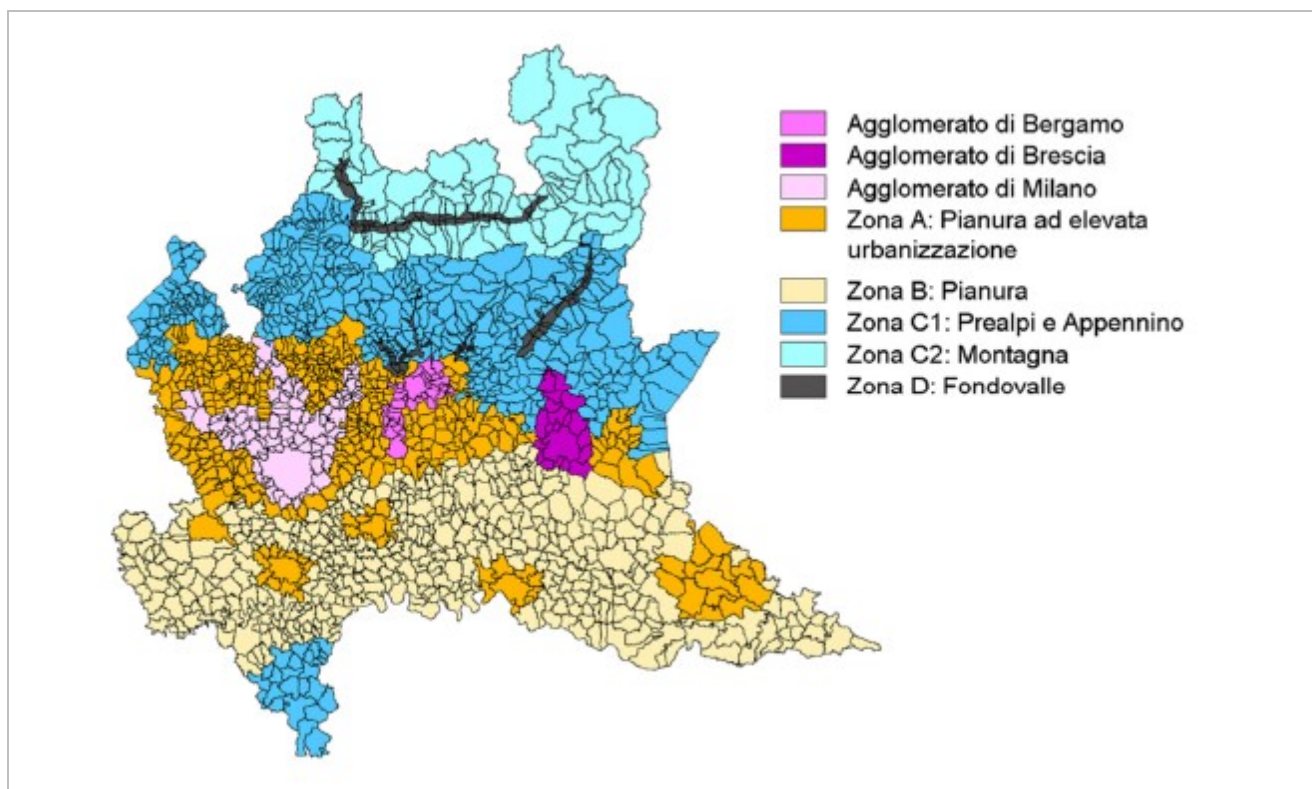 Agglomerato di Bergamo
Agglomerato di Brescia
Agglomerato di Milano
Zona A: Pianura ad elevata
urbanizzazione
Zona B: Pianura
Zona C1: Prealpi e Appennino
Zona C2: Montagna
Zona D: Fondovalle